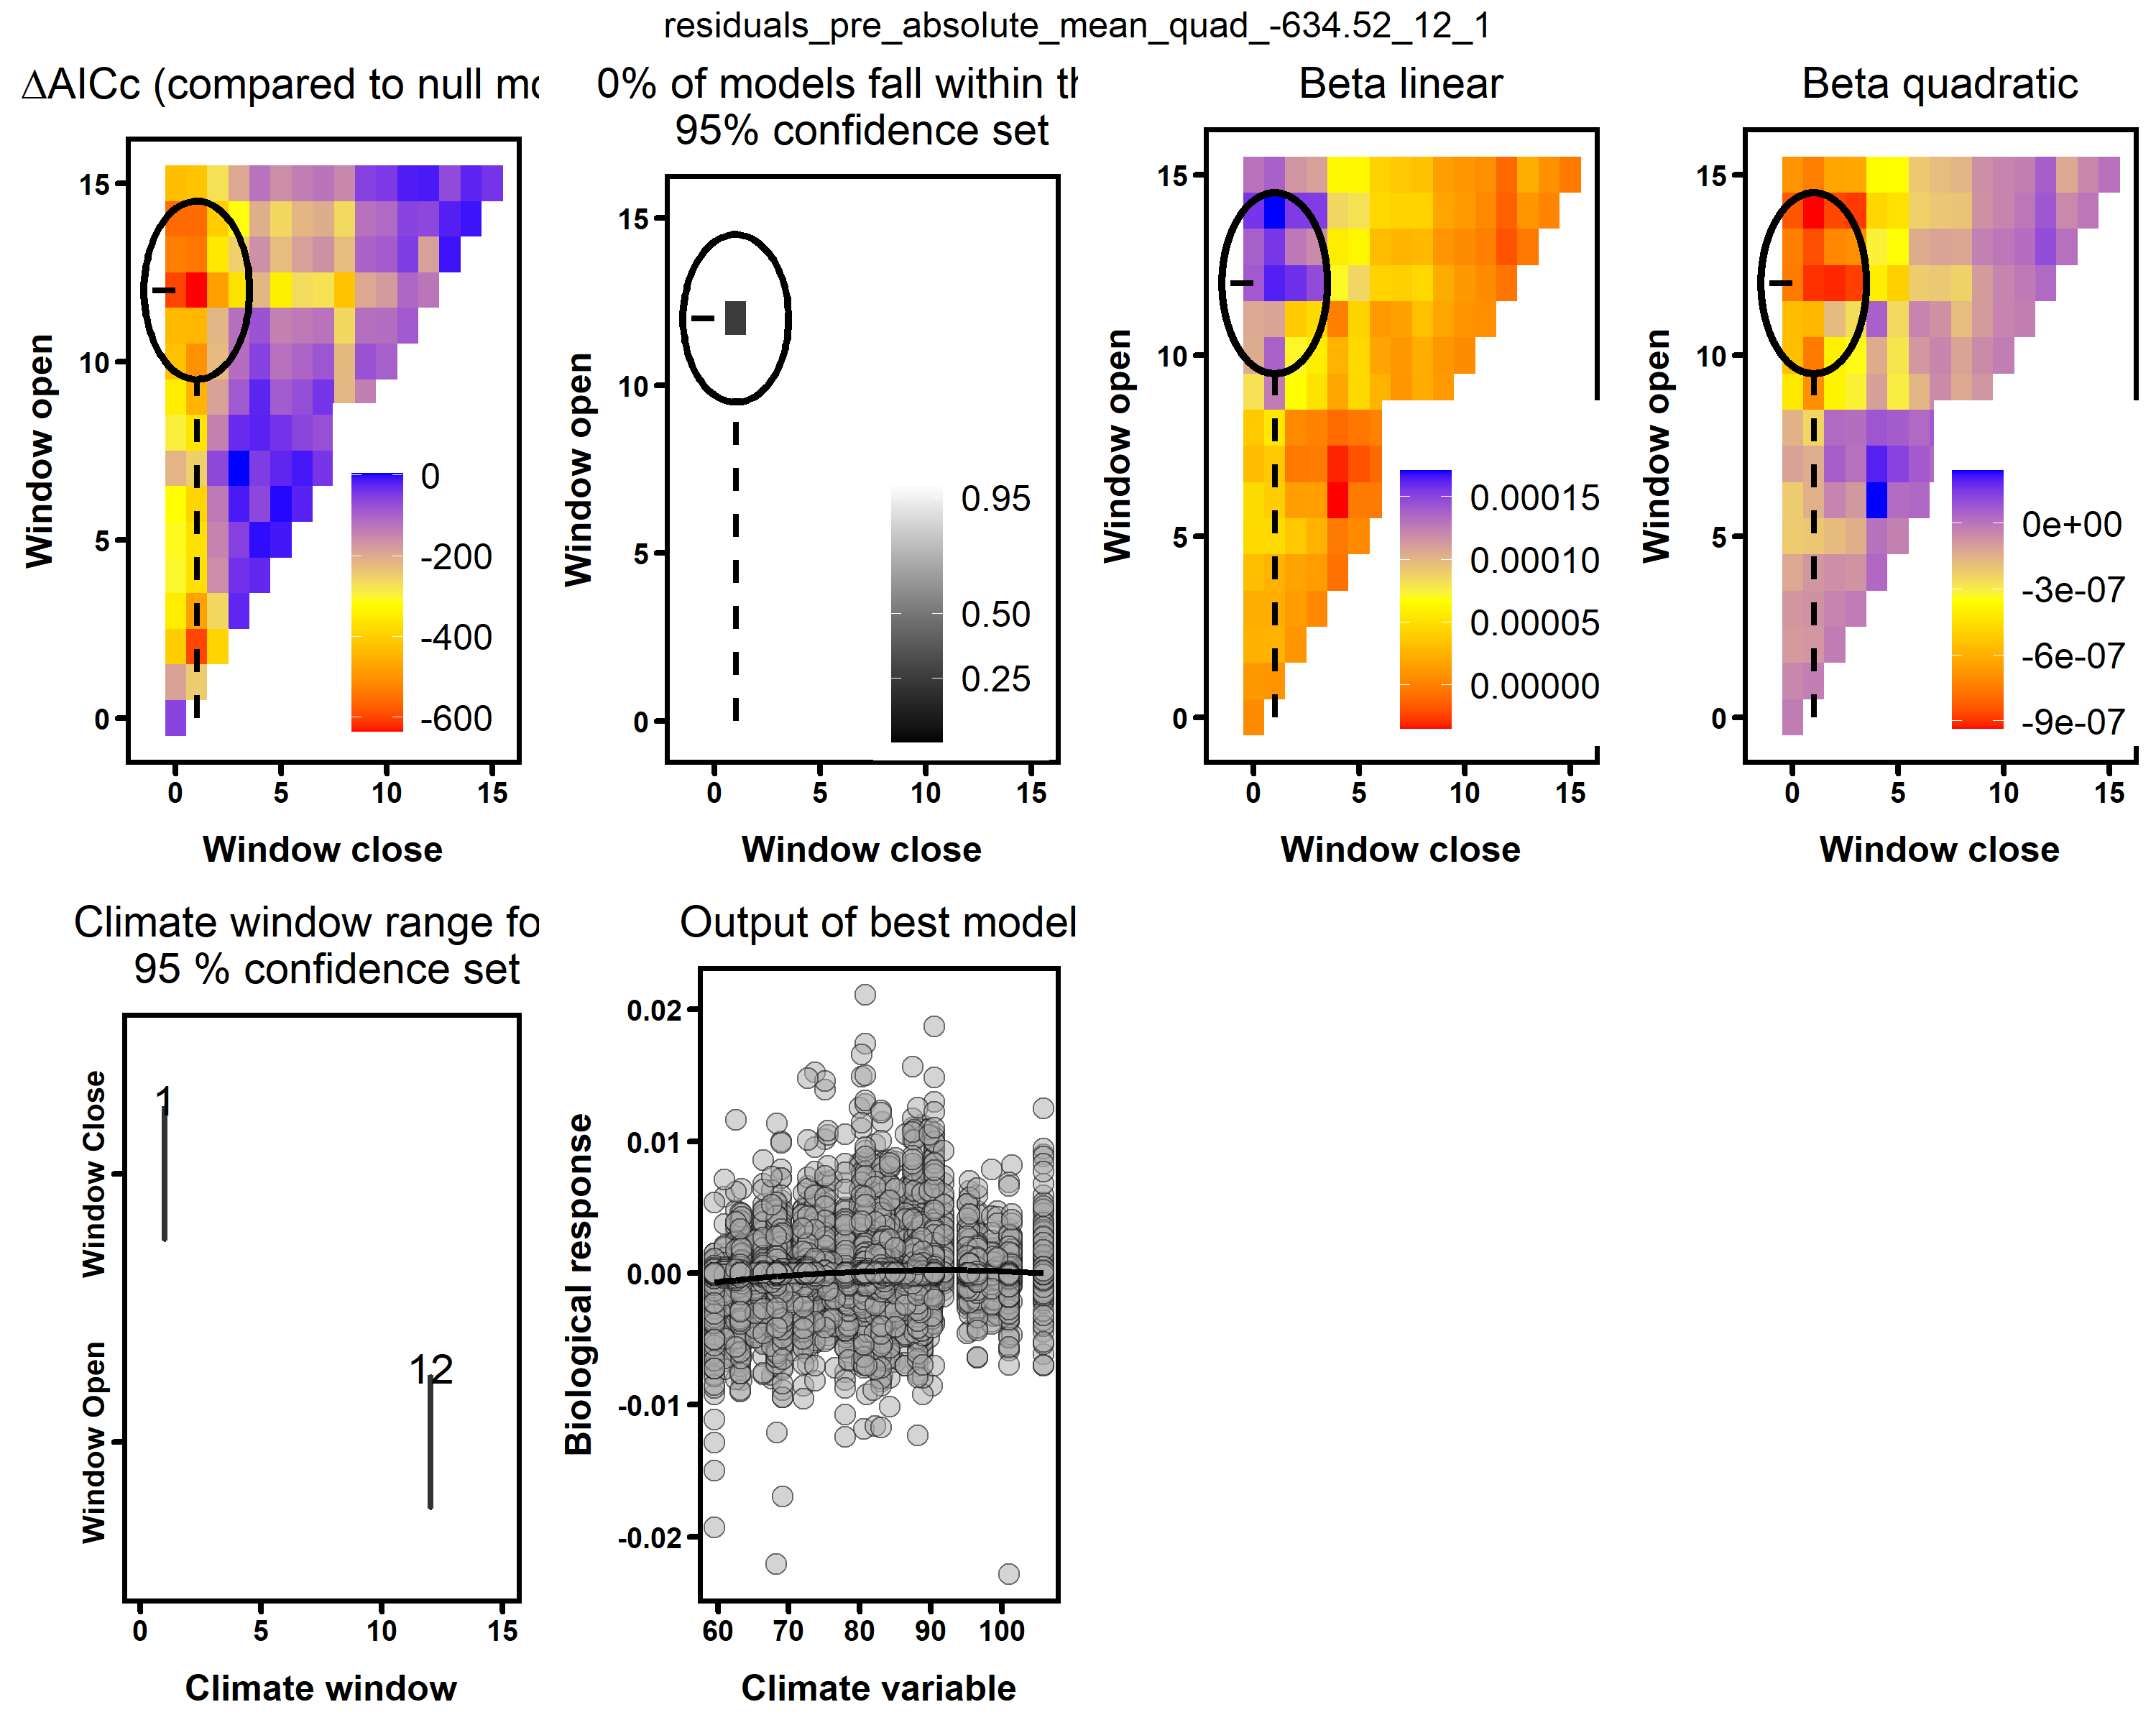 residuals_pre_absolute_mean_quad_-634.52_12_1
ΔAICc (compared to null mo
0% of models fall within th
95% confidence set
Beta linear
Beta quadratic
Window open
15
10
5
0
0
-200
-400
-600
0 5 10 15
Window close
Window open
15
10
5
0
0.95
0.50
0.25
0 5 10 15
Window close
Window open
15
10
5
0
0.00015
0.00010
0.00005
0.00000
0 5 10 15
Window close
Window open
15
10
5
0
0e+00
-3e-07
-6e-07
-9e-07
0 5 10 15
Window close
Climate window range fo
95 % confidence set
Window Close
Window Open
1
12
0 5 10 15
Climate window
Output of best model
Biological response
0.02
0.01
0.00
-0.01
-0.02
60 70 80 90 100
Climate variable